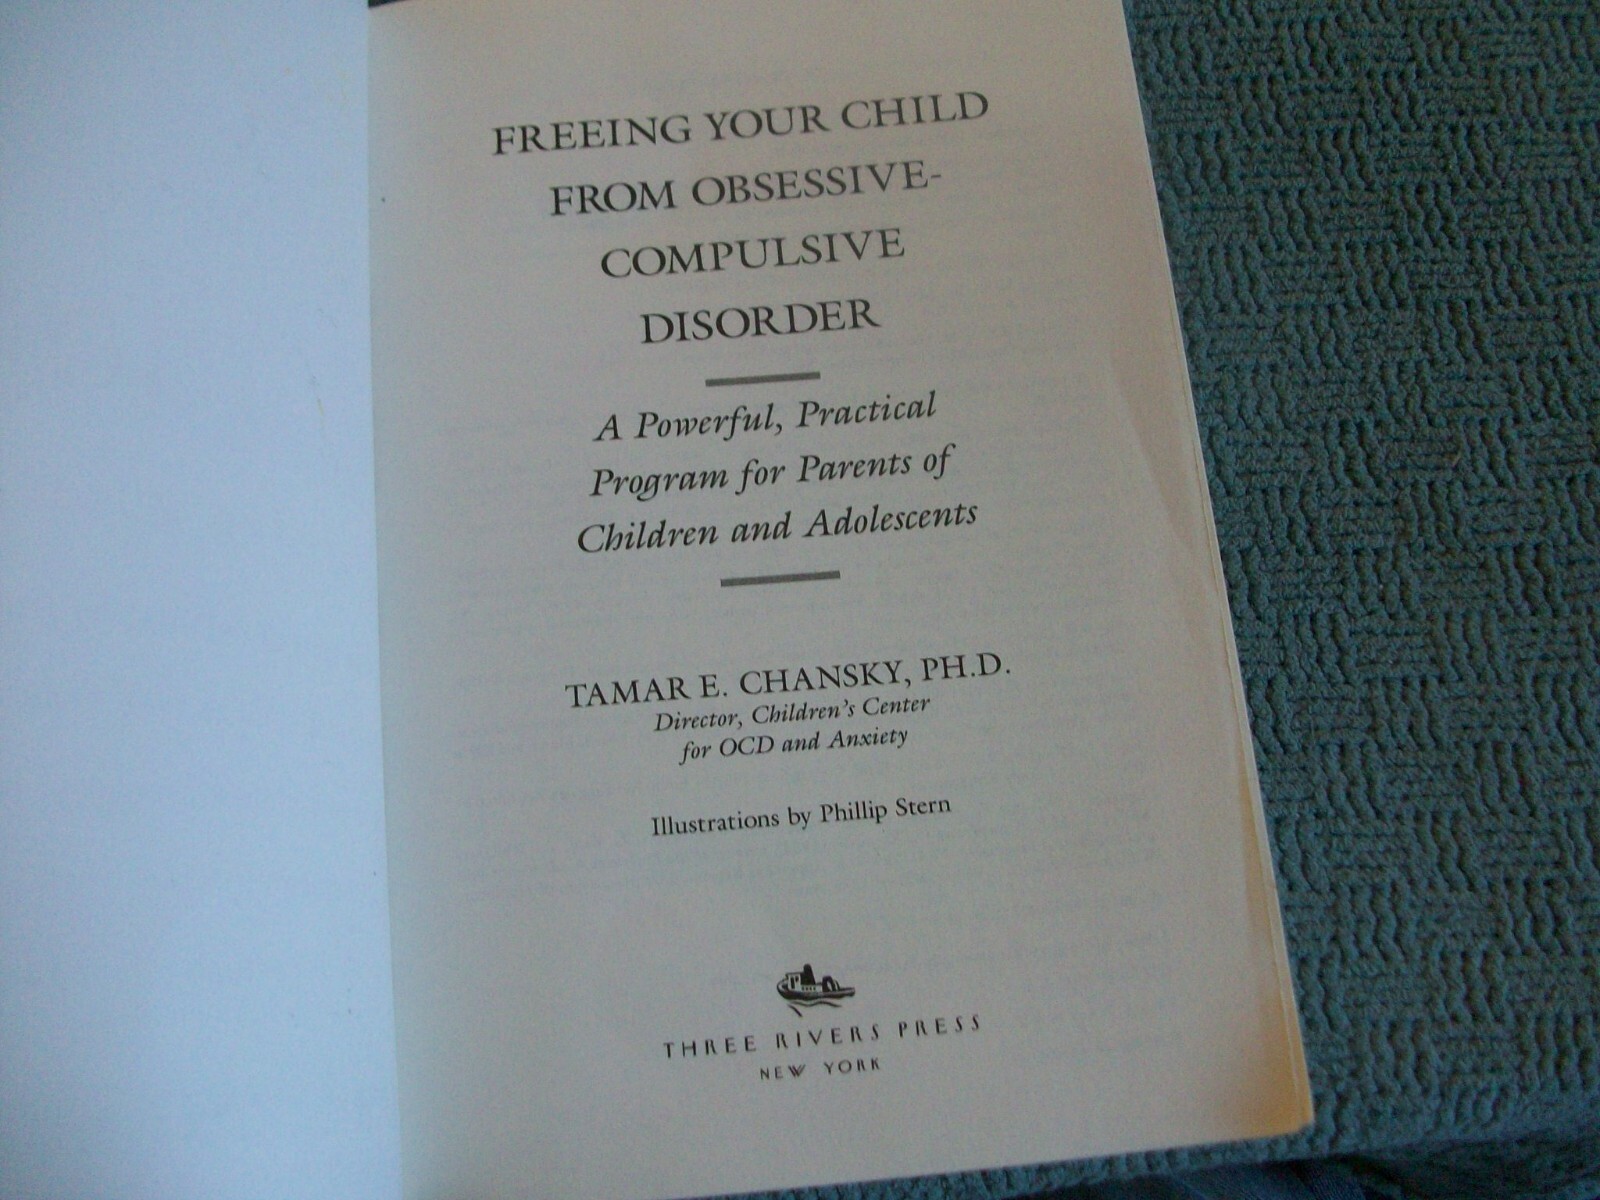 FREEING YOUR CHILD
FROM OBSESSIVE-
COMPULSIVE
DISORDER
A Powerful, Practical
Program for Parents of
Children and Adolescents
TAMAR E. CHANSKY, PH.D.
Director, Children's Center
for OCD and Anxiety
Illustrations by Phillip Stern
THREE RIVERS PRESS
NEW YORK